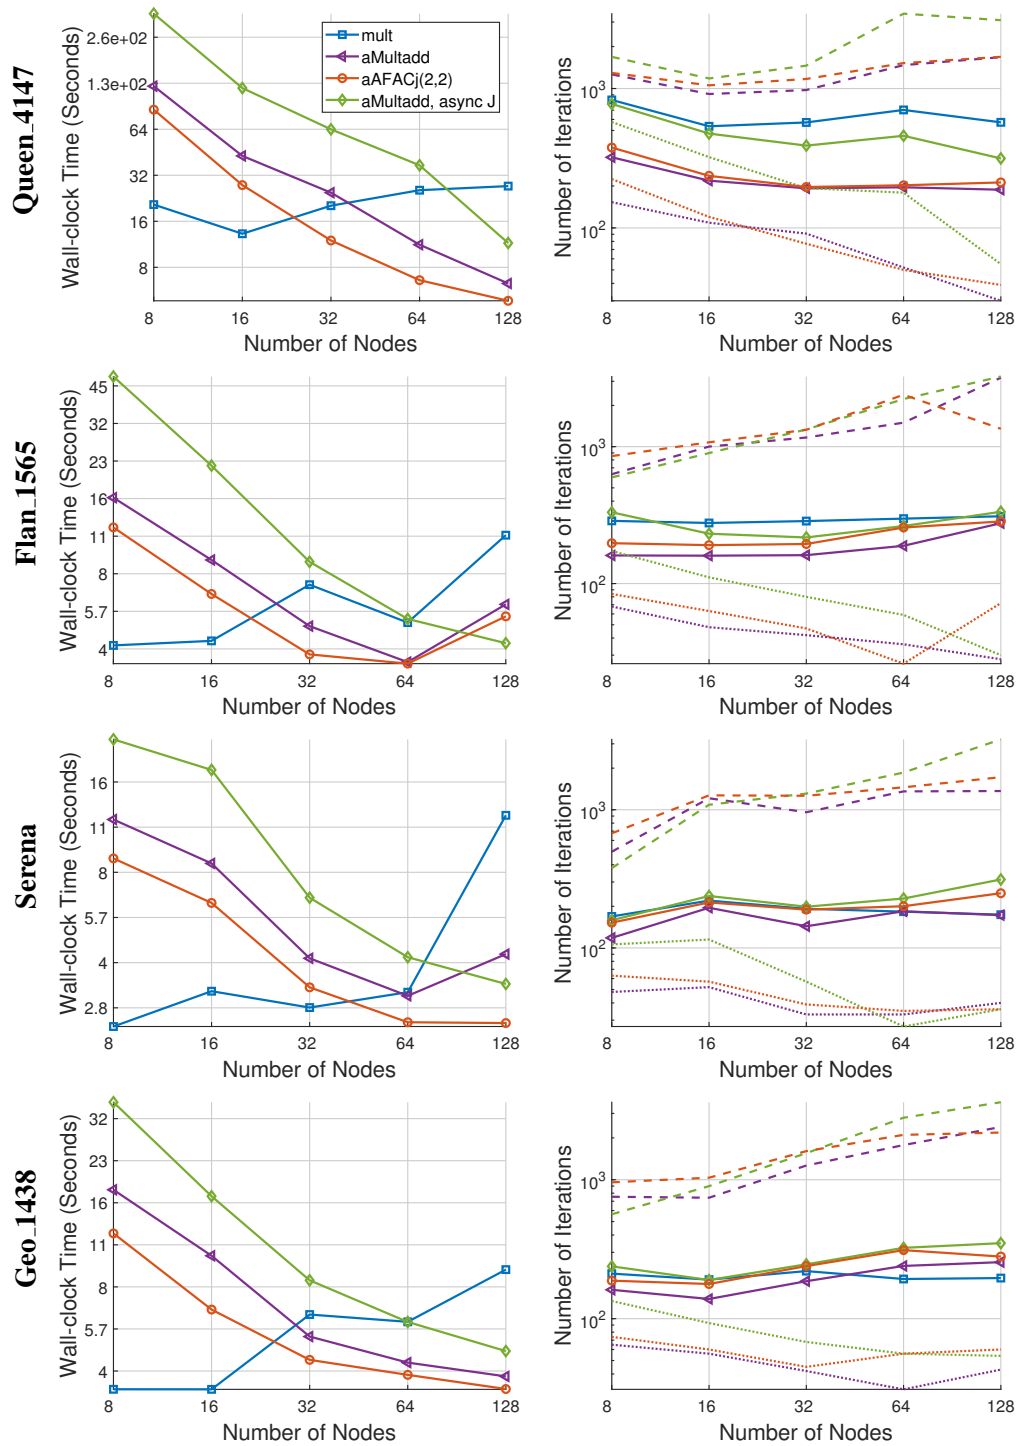 Queen_4147
Wall-clock Time (Seconds)
2.6e+02
1.3e+02
64
32
16
8
mult
aMultadd
aAFACj(2,2)
aMultadd, async J
8 16 32 64 128
Number of Nodes
Number of Iterations
10^3
10^2
8 16 32 64 128
Number of Nodes
Flan_1565
Wall-clock Time (Seconds)
45
32
23
16
11
8
5.7
4
8 16 32 64 128
Number of Nodes
Number of Iterations
10^3
10^2
8 16 32 64 128
Number of Nodes
Serena
Wall-clock Time (Seconds)
16
11
8
5.7
4
2.8
8 16 32 64 128
Number of Nodes
Number of Iterations
10^3
10^2
8 16 32 64 128
Number of Nodes
Geo_1438
Wall-clock Time (Seconds)
32
23
16
11
8
5.7
4
8 16 32 64 128
Number of Nodes
Number of Iterations
10^3
10^2
8 16 32 64 128
Number of Nodes